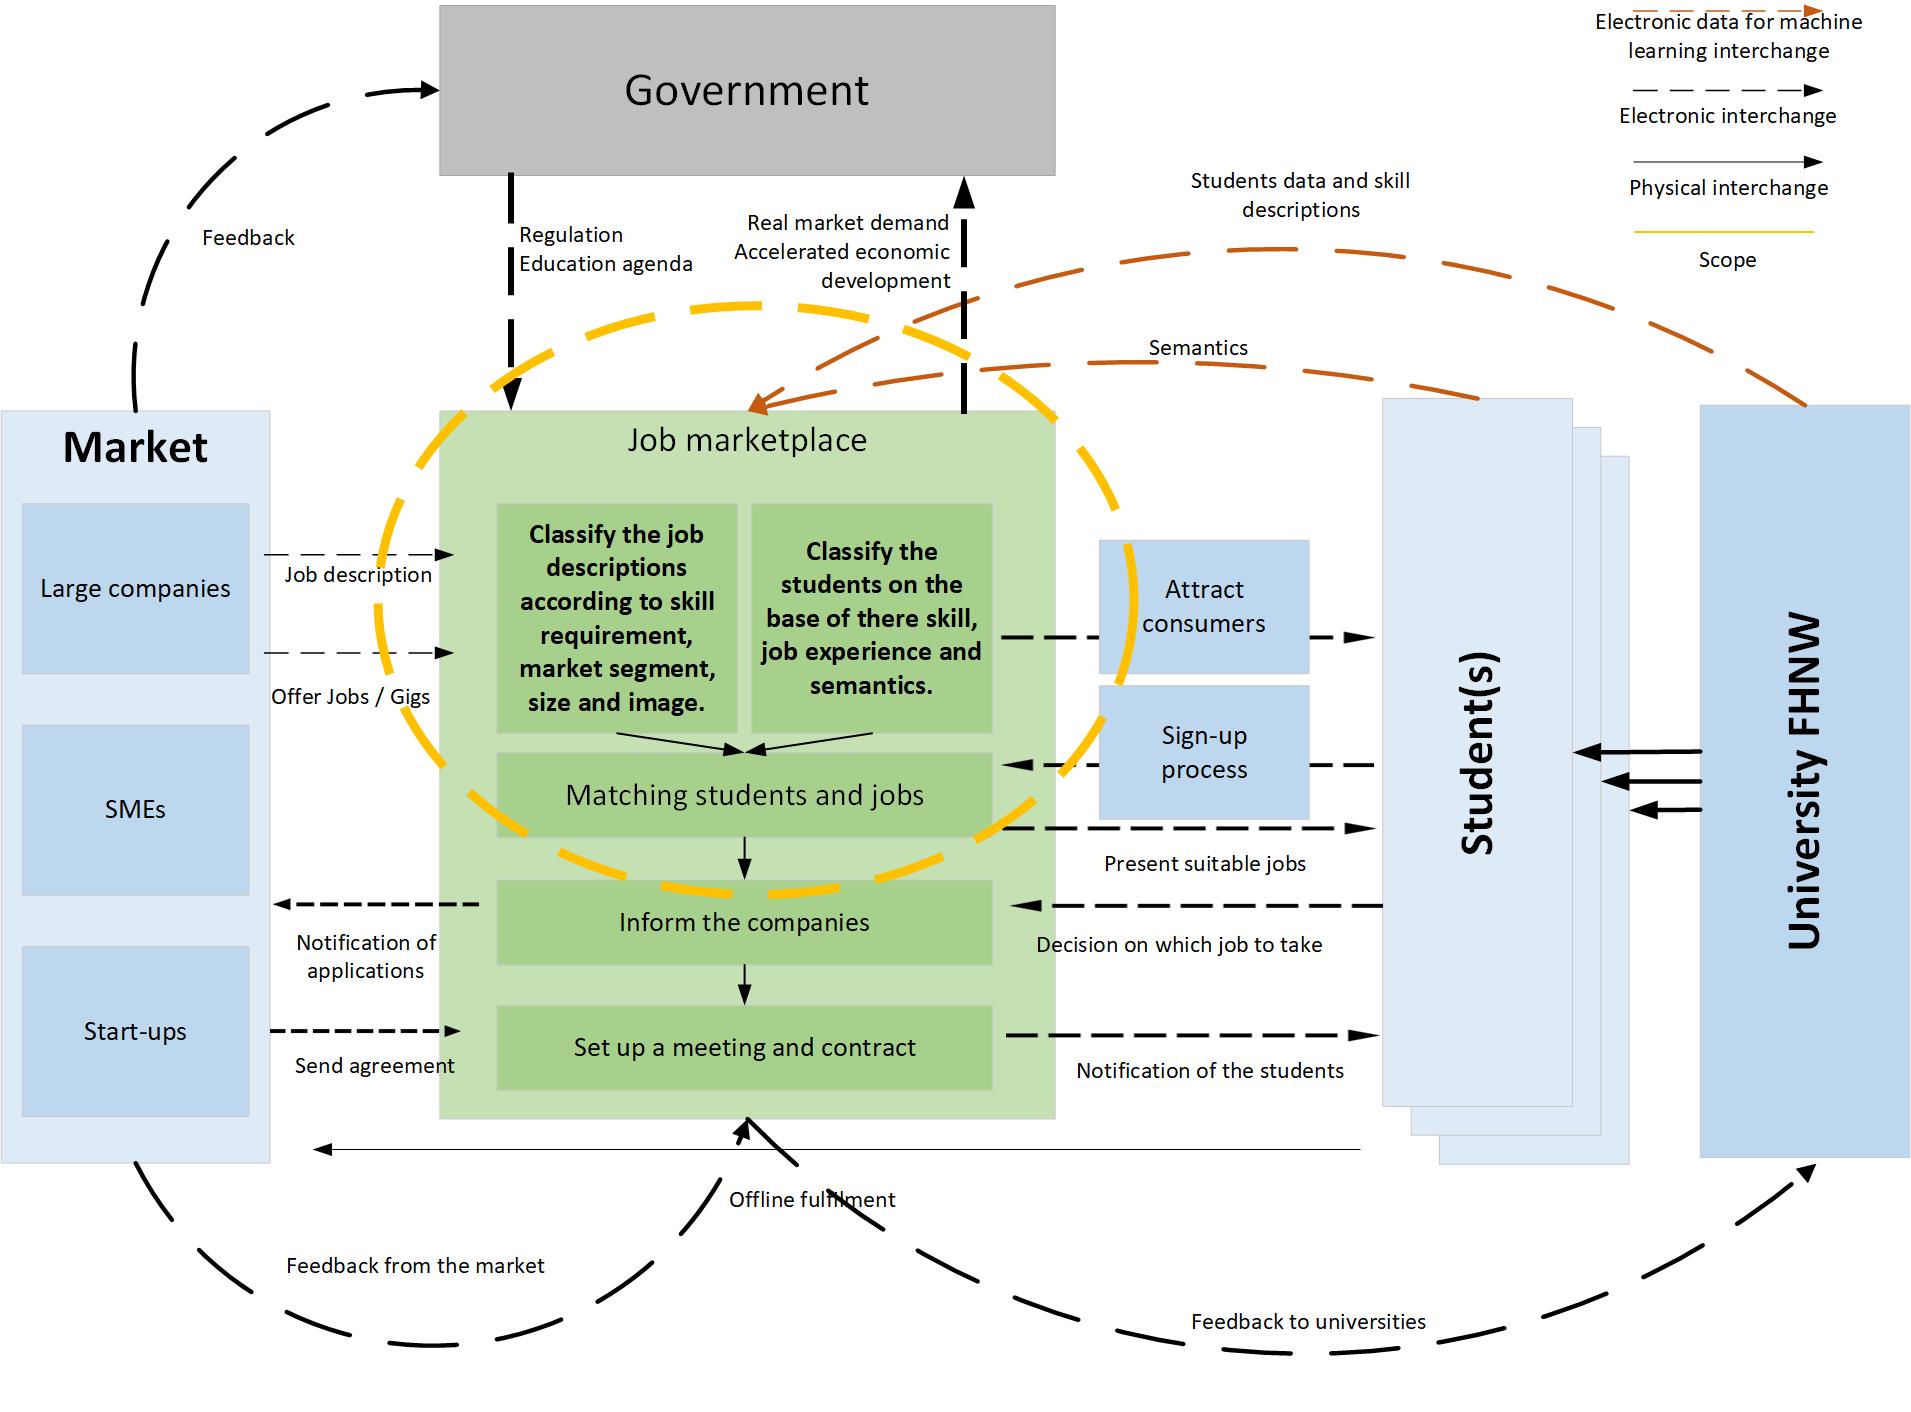 Government
Electronic data for machine
learning interchange
Electronic interchange
Physical interchange
Scope
Students data and skill
descriptions
Feedback
Regulation
Education agenda
Real market demand
Accelerated economic
development
Semantics
Market
Large companies
SMEs
Start-ups
Job description
Offer Jobs / Gigs
Notification of
applications
Send agreement
Job marketplace
Classify the job
descriptions
according to skill
requirement,
market segment,
size and image.
Classify the
students on the
base of there skill,
job experience and
semantics.
Matching students and jobs
Inform the companies
Set up a meeting and contract
Attract
consumers
Sign-up
process
Present suitable jobs
Decision on which job to take
Notification of the students
Student(s)
University FHNW
Offline fulfilment
Feedback from the market
Feedback to universities